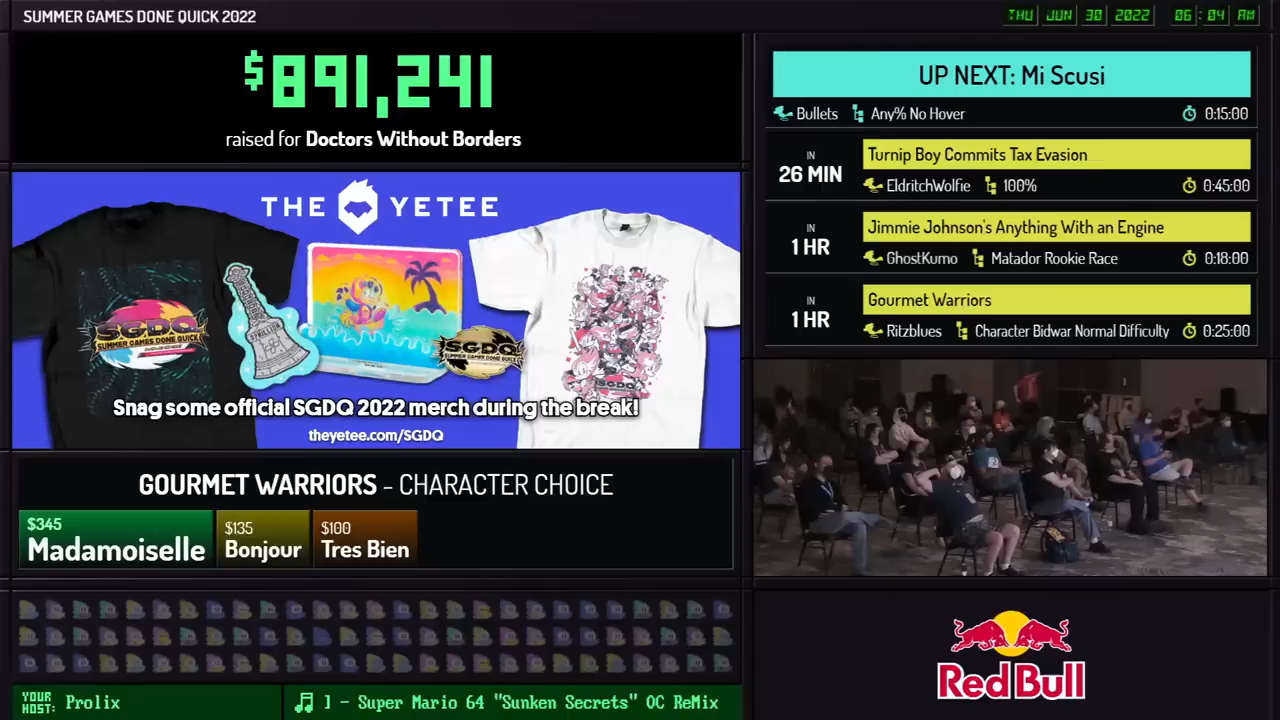 SUMMER GAMES DONE QUICK 2022
THU JUN 30 2022 06:04 AM
$891,241
raised for Doctors Without Borders
THE YETEE
SGDQ
SUMMER GAMES DONE QUICK
SGDQ
SUMMER GAMES DONE QUICK
SGDQ
Snag some official SGDQ 2022 merch during the break!
theyetee.com/SGDQ
GOURMET WARRIORS - CHARACTER CHOICE
$345
Madamoiselle
$135
Bonjour
$100
Tres Bien
YOUR HOST: Prolix
] - Super Mario 64 "Sunken Secrets" OC ReMix
UP NEXT: Mi Scusi
Bullets Any% No Hover 0:15:00
IN 26 MIN
Turnip Boy Commits Tax Evasion
EldritchWolfie 100% 0:45:00
IN 1 HR
Jimmie Johnson's Anything With an Engine
GhostKumo Matador Rookie Race 0:18:00
IN 1 HR
Gourmet Warriors
Ritzblues Character Bidwar Normal Difficulty 0:25:00
Red Bull